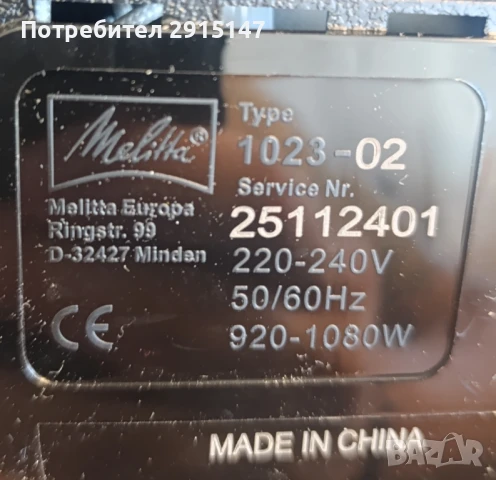 Потребител 2915147
Melitta®
Melitta Europa
Ringstr. 99
D-32427 Minden
CE
Type
1023-02
Service Nr.
25112401
220-240V
50/60Hz
920-1080W
MADE IN CHINA
BAZAR